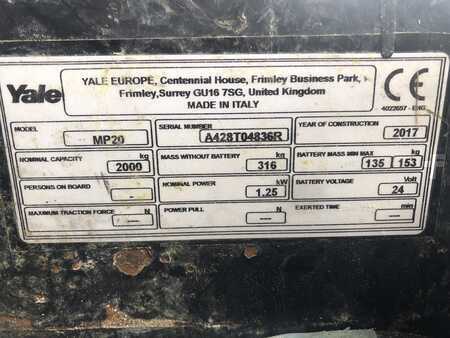 Yale
YALE EUROPE, Centennial House, Frimley Business Park,
Frimley, Surrey GU16 7SG, United Kingdom
MADE IN ITALY
CE
4022657 - ENG
MODEL MP20
SERIAL NUMBER A428T04836R
YEAR OF CONSTRUCTION 2017
NOMINAL CAPACITY kg 2000
MASS WITHOUT BATTERY kg 316
BATTERY MASS MIN MAX kg 135 153
PERSONS ON BOARD -
NOMINAL POWER kW 1.25
BATTERY VOLTAGE Volt 24
MAXIMUM TRACTION FORCE N —
POWER PULL N —
EXERTED TIME min —